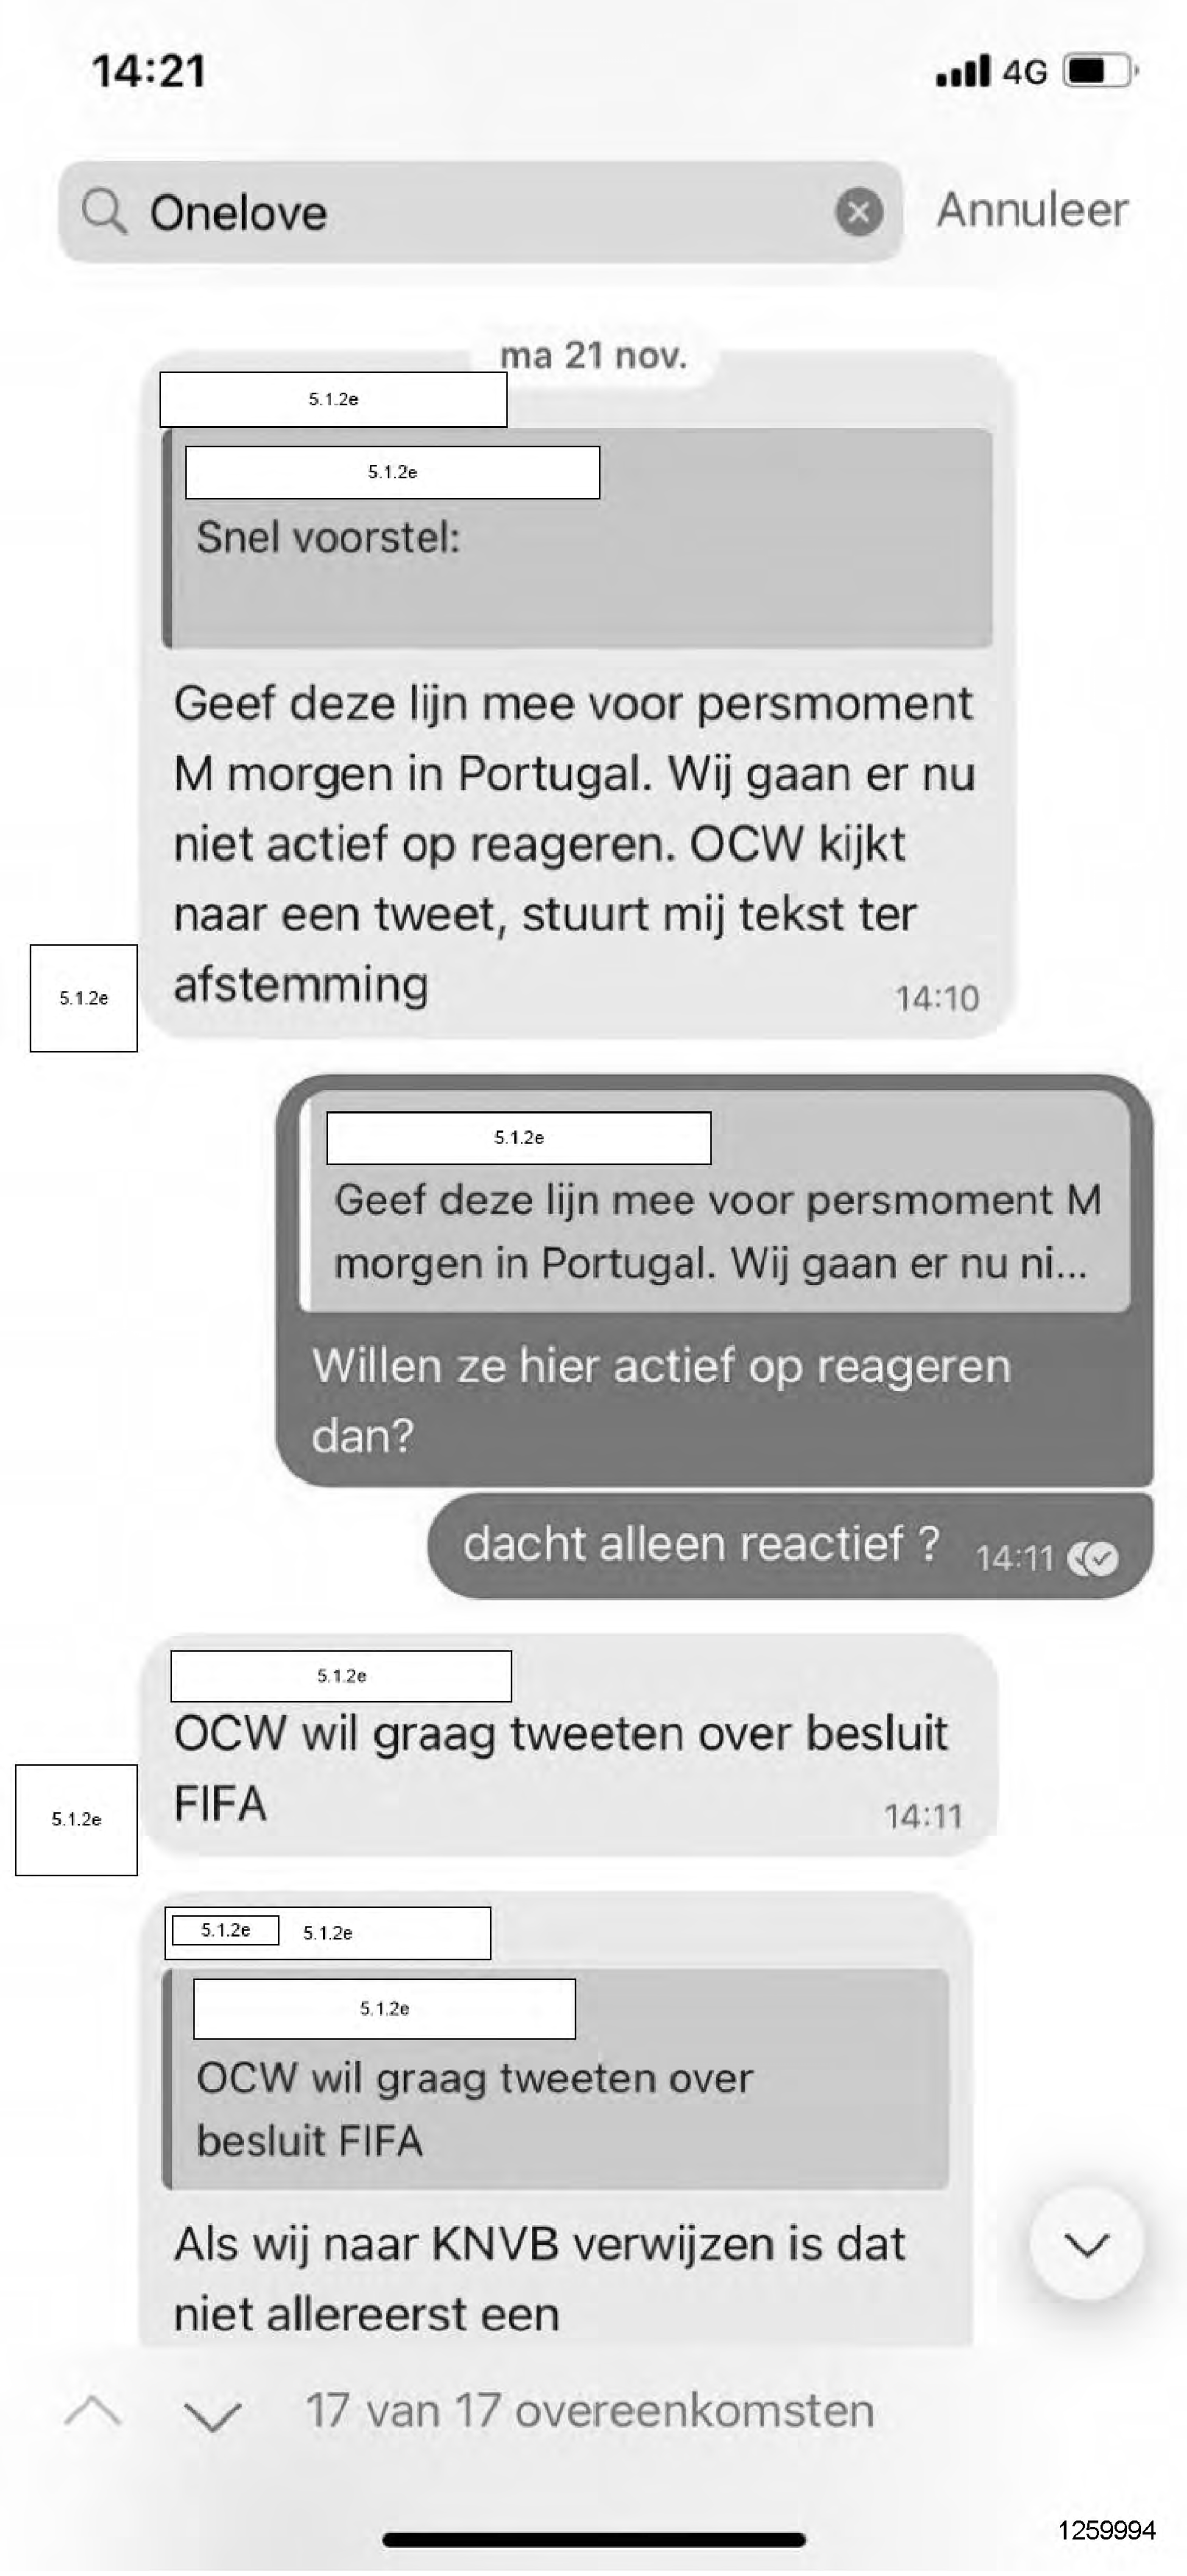 14:21
4G
Onelove
Annuleer
ma 21 nov.
5.1.2e
5.1.2e
Snel voorstel:
Geef deze lijn mee voor persmoment
M morgen in Portugal. Wij gaan er nu
niet actief op reageren. OCW kijkt
naar een tweet, stuurt mij tekst ter
afstemming
5.1.2e
14:10
5.1.2e
Geef deze lijn mee voor persmoment M
morgen in Portugal. Wij gaan er nu ni...
Willen ze hier actief op reageren
dan?
dacht alleen reactief ? 14:11
5.1.2e
OCW wil graag tweeten over besluit
FIFA
5.1.2e
14:11
5.1.2e 5.1.2e
5.1.2e
OCW wil graag tweeten over
besluit FIFA
Als wij naar KNVB verwijzen is dat
niet allereerst een
17 van 17 overeenkomsten
1259994